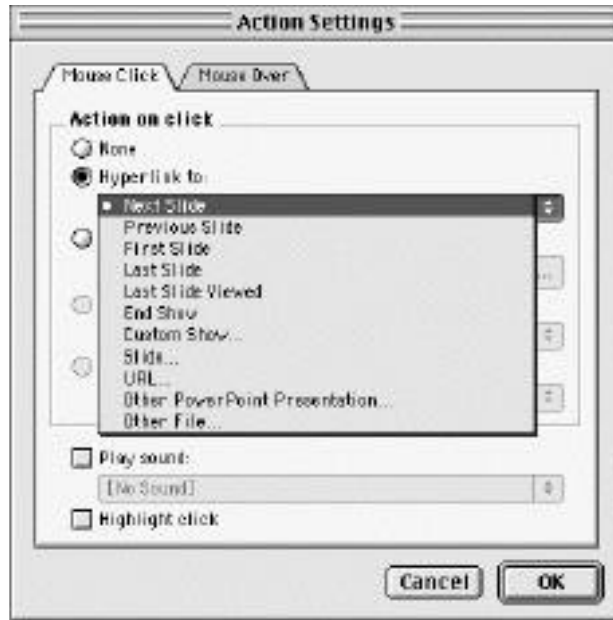 Action Settings
Mouse Click Mouse Over
Action on click
None
Hyperlink to:
Next Slide
Previous Slide
First Slide
Last Slide
Last Slide Viewed
End Show
Custom Show...
Slide...
URL...
Other PowerPoint Presentation...
Other File...
Play sound:
[No Sound]
Highlight click
Cancel OK